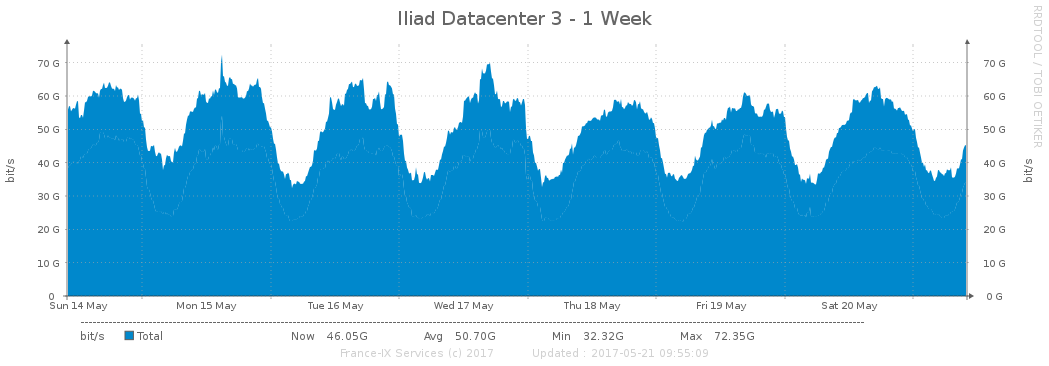 Iliad Datacenter 3 - 1 Week
RRDTOOL / TOBI OETIKER
bit/s
bit/s
70 G 70 G
60 G 60 G
50 G 50 G
40 G 40 G
30 G 30 G
20 G 20 G
10 G 10 G
0 0 G
Sun 14 May Mon 15 May Tue 16 May Wed 17 May Thu 18 May Fri 19 May Sat 20 May
bit/s Total Now 46.05G Avg 50.70G Min 32.32G Max 72.35G
France-IX Services (c) 2017 Updated : 2017-05-21 09:55:09